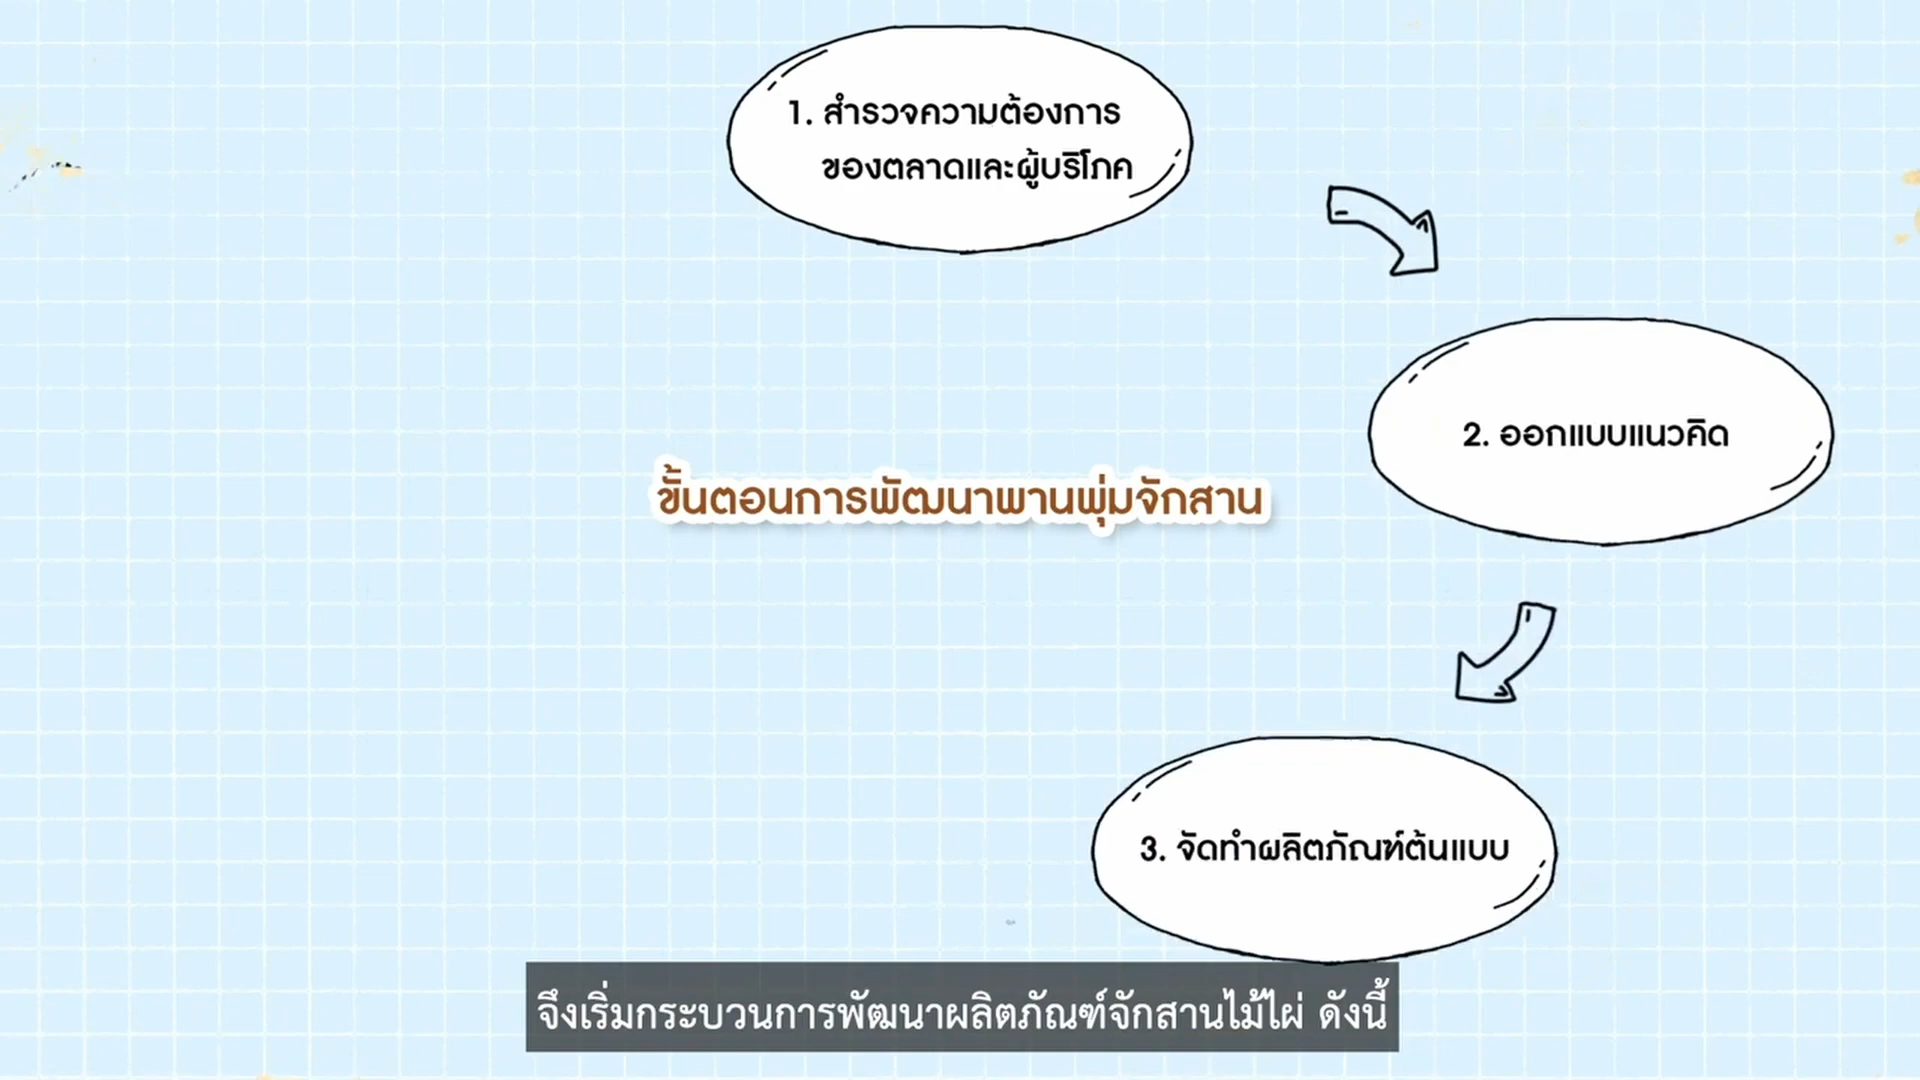 1. สำรวจความต้องการ
ของตลาดและผู้บริโภค
2. ออกแบบแนวคิด
ขั้นตอนการพัฒนาพานพุ่มจักสาน
3. จัดทำผลิตภัณฑ์ต้นแบบ
จึงเริ่มกระบวนการพัฒนาผลิตภัณฑ์จักสานไม้ไผ่ ดังนี้